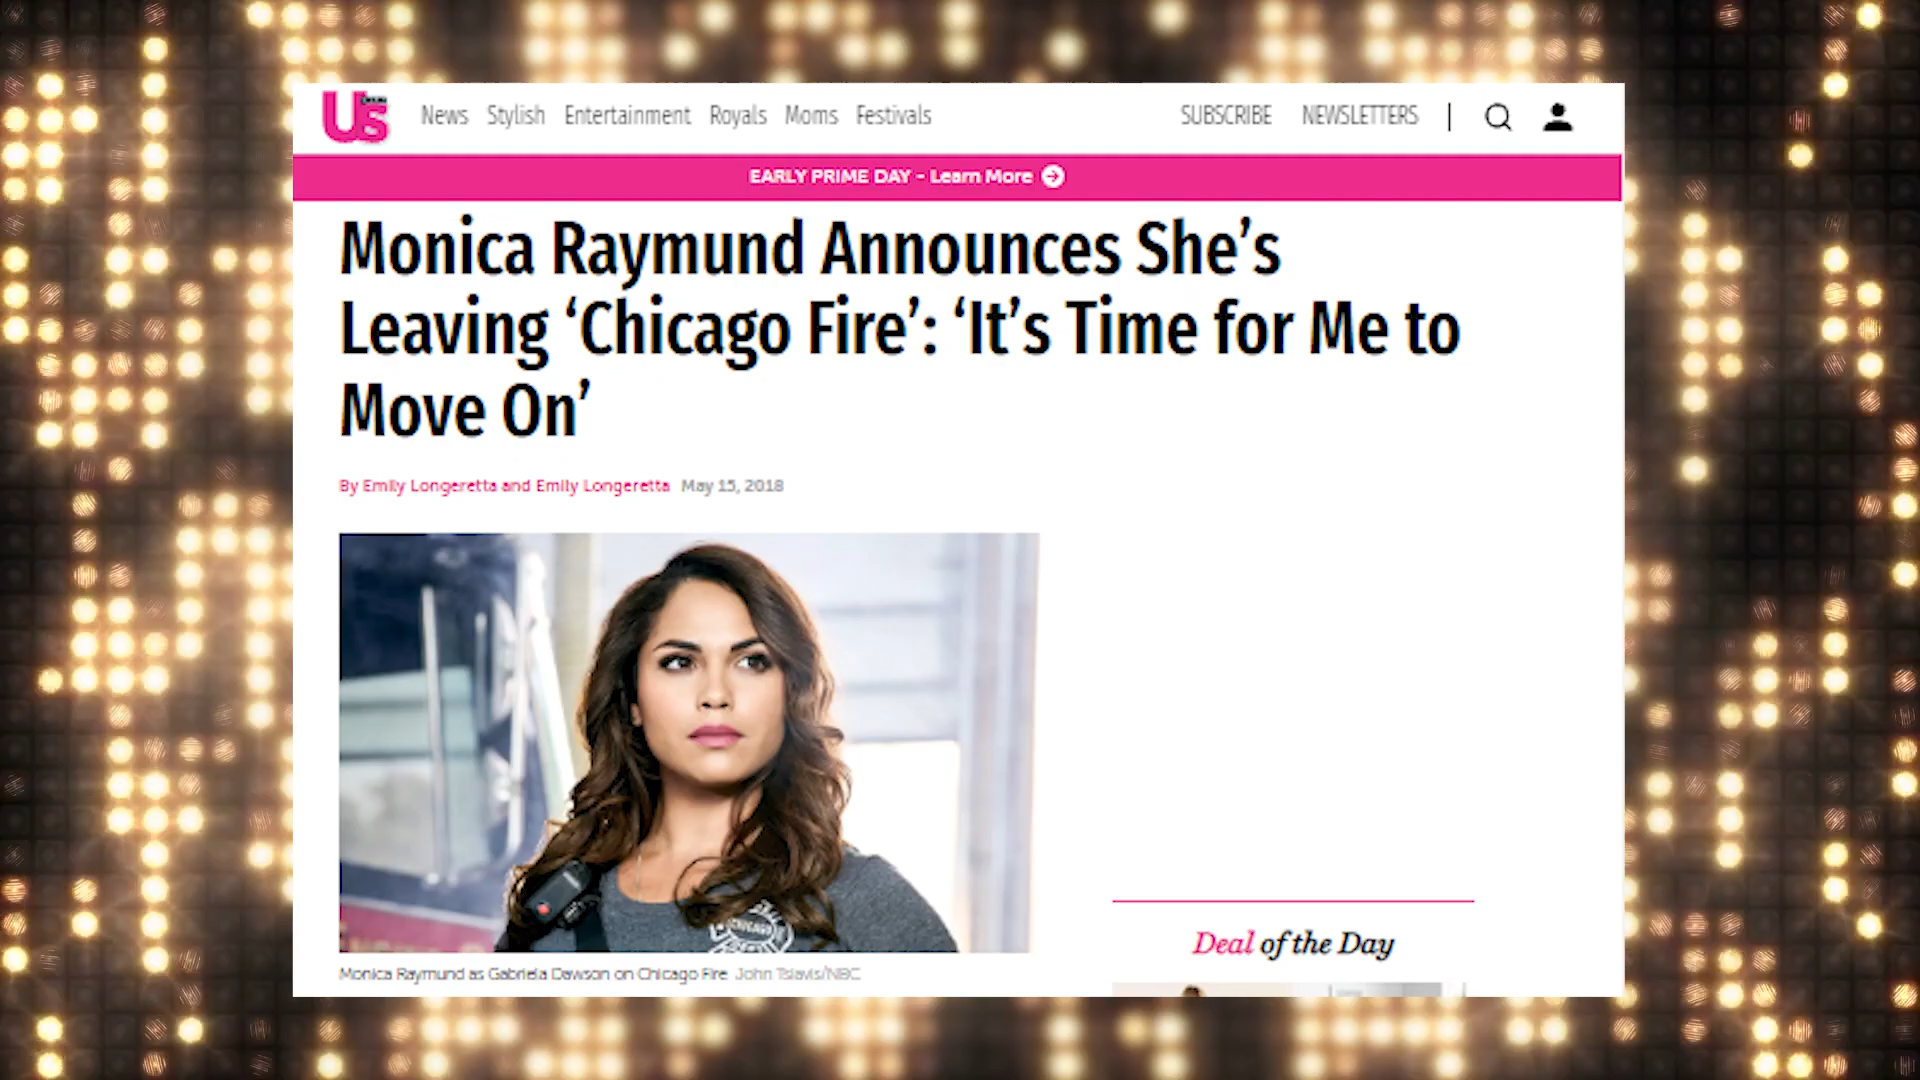 Us
News Stylish Entertainment Royals Moms Festivals SUBSCRIBE NEWSLETTERS
EARLY PRIME DAY - Learn More
Monica Raymund Announces She’s
Leaving ‘Chicago Fire’: ‘It’s Time for Me to
Move On’
By Emily Longeretta and Emily Longeretta May 15, 2018
CHICAGO
Monica Raymund as Gabriela Dawson on Chicago Fire John Tsiavis/NBC
Deal of the Day